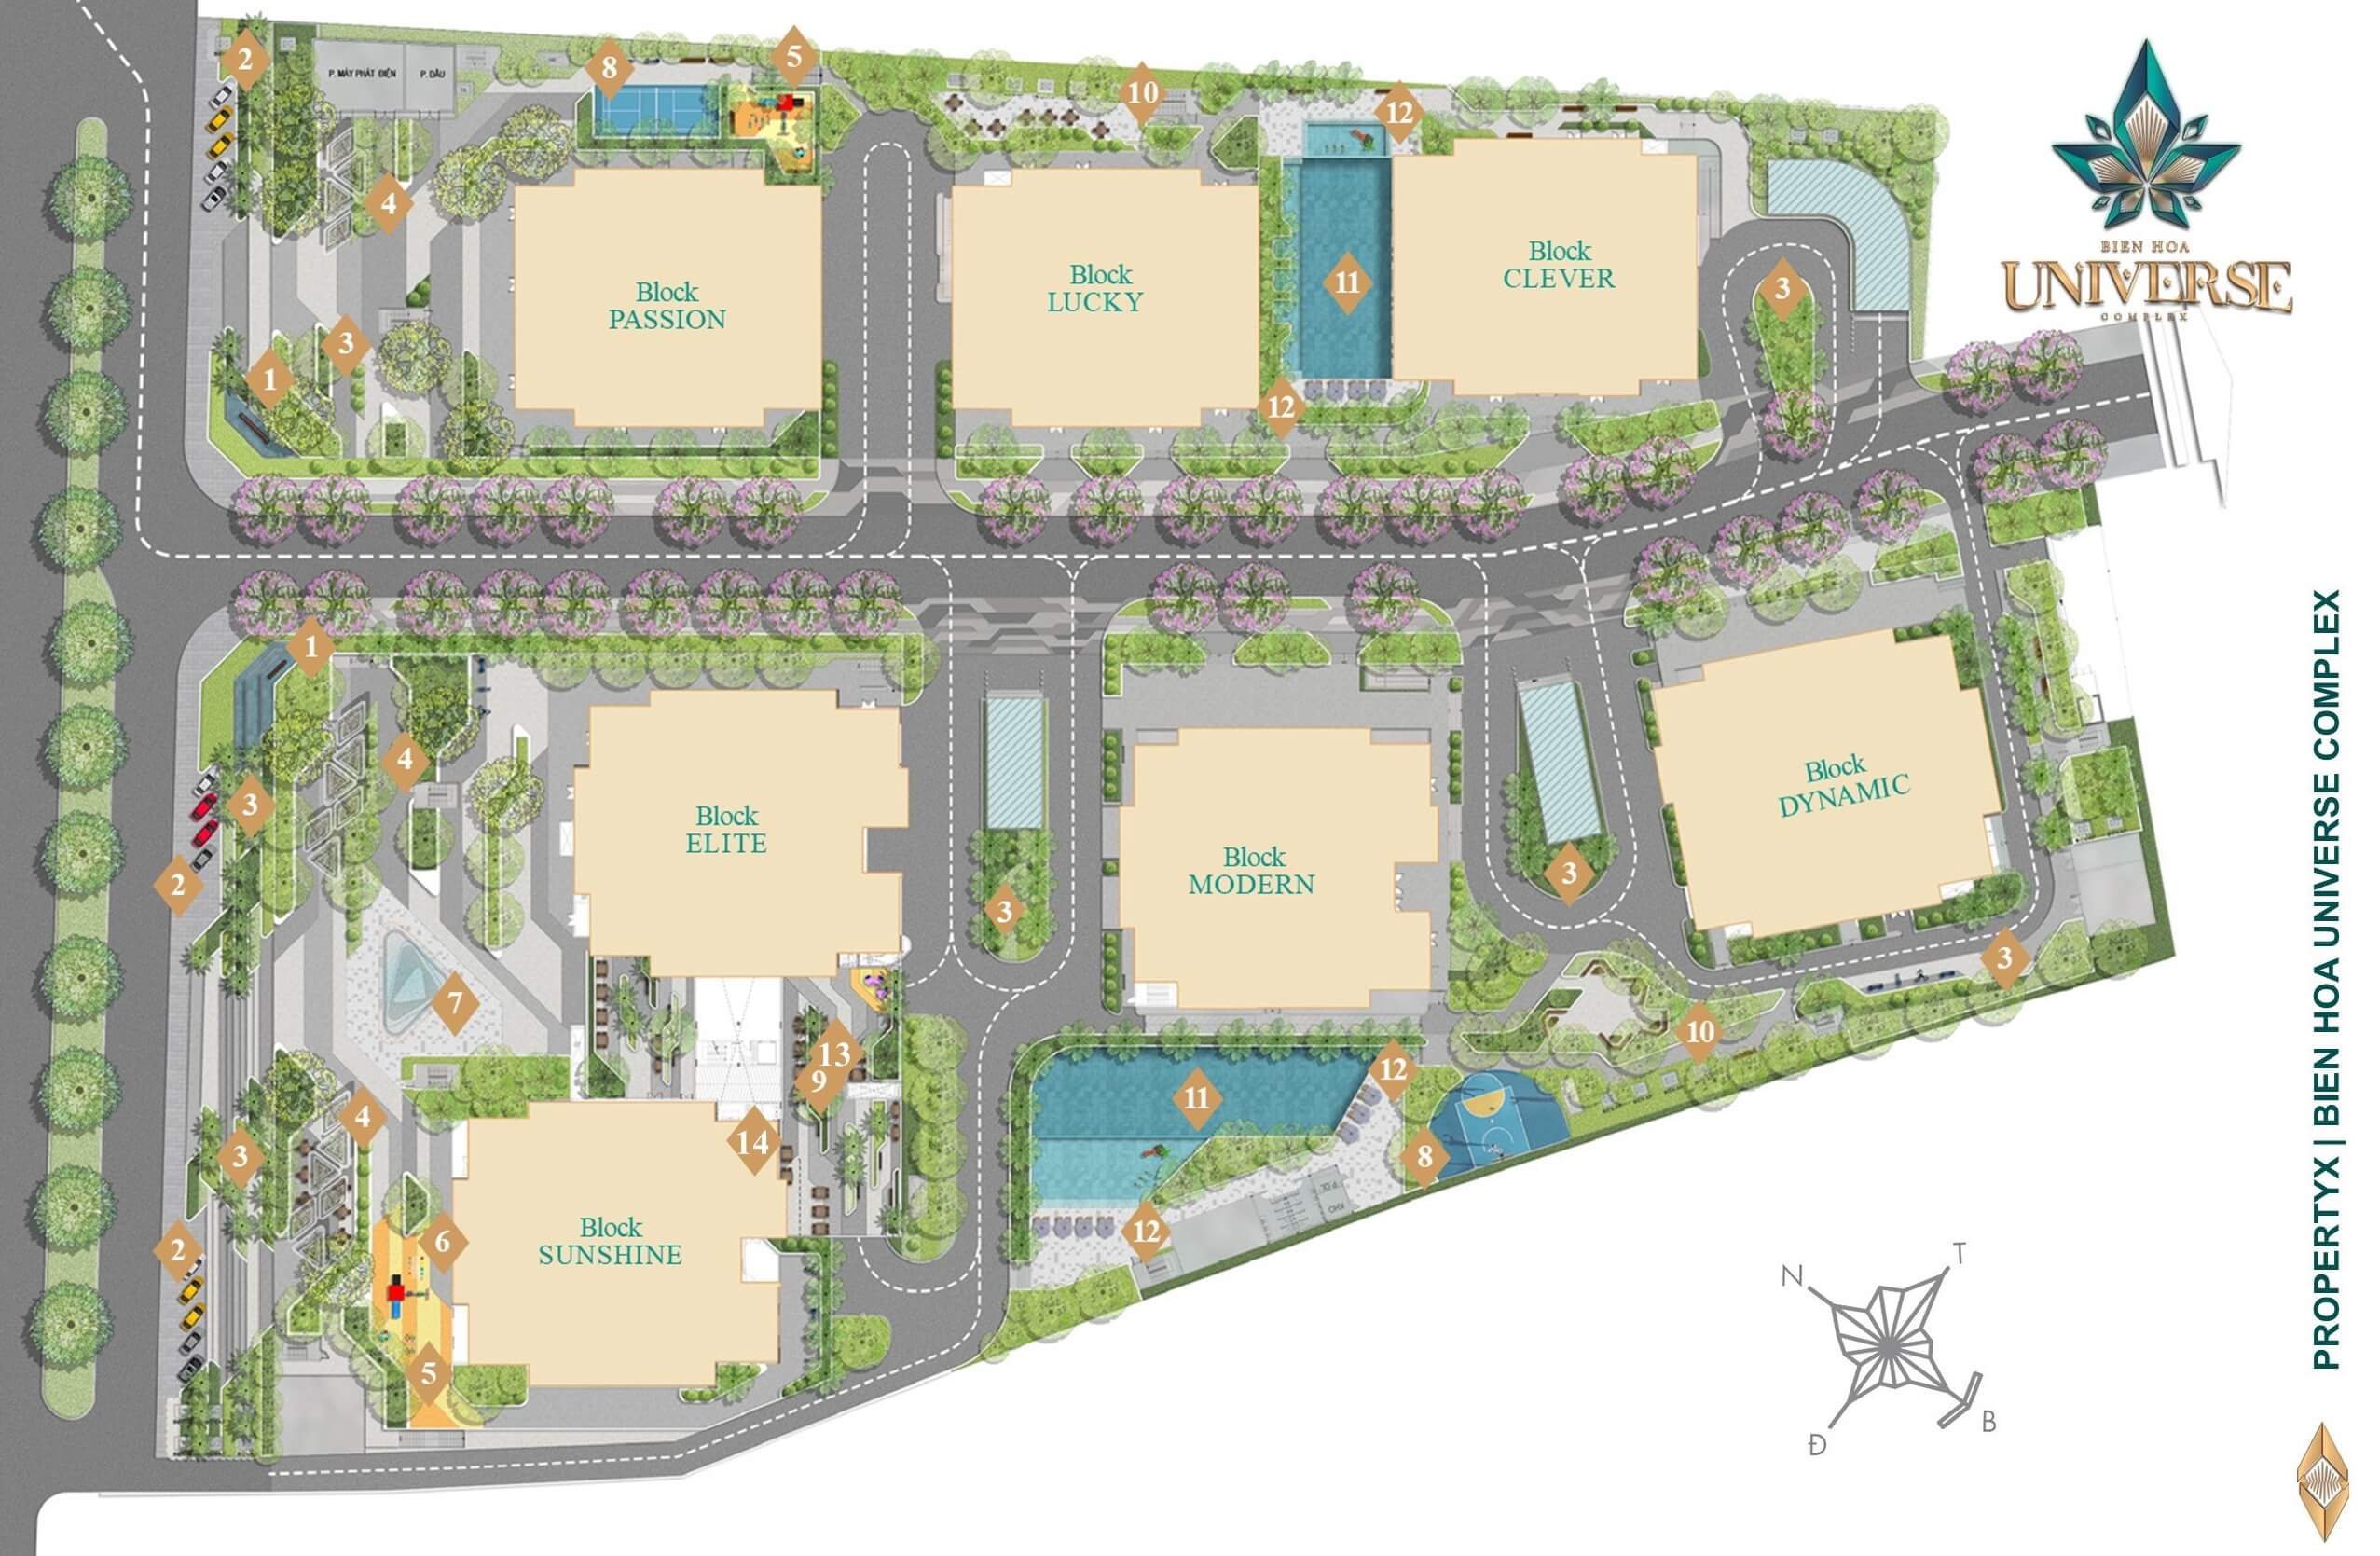 2
P. MÁY PHÁT ĐIỆN
P. DẦU
8
5
10
12
4
Block
PASSION
Block
LUCKY
11
Block
CLEVER
3
BIEN HOA
UNIVERSE
COMPLEX
3
1
12
1
4
3
2
Block
ELITE
3
Block
MODERN
3
Block
DYNAMIC
3
7
10
13
9
11
12
4
14
3
8
12
2
6
Block
SUNSHINE
5
N
T
Đ
B
PROPERTYX | BIEN HOA UNIVERSE COMPLEX